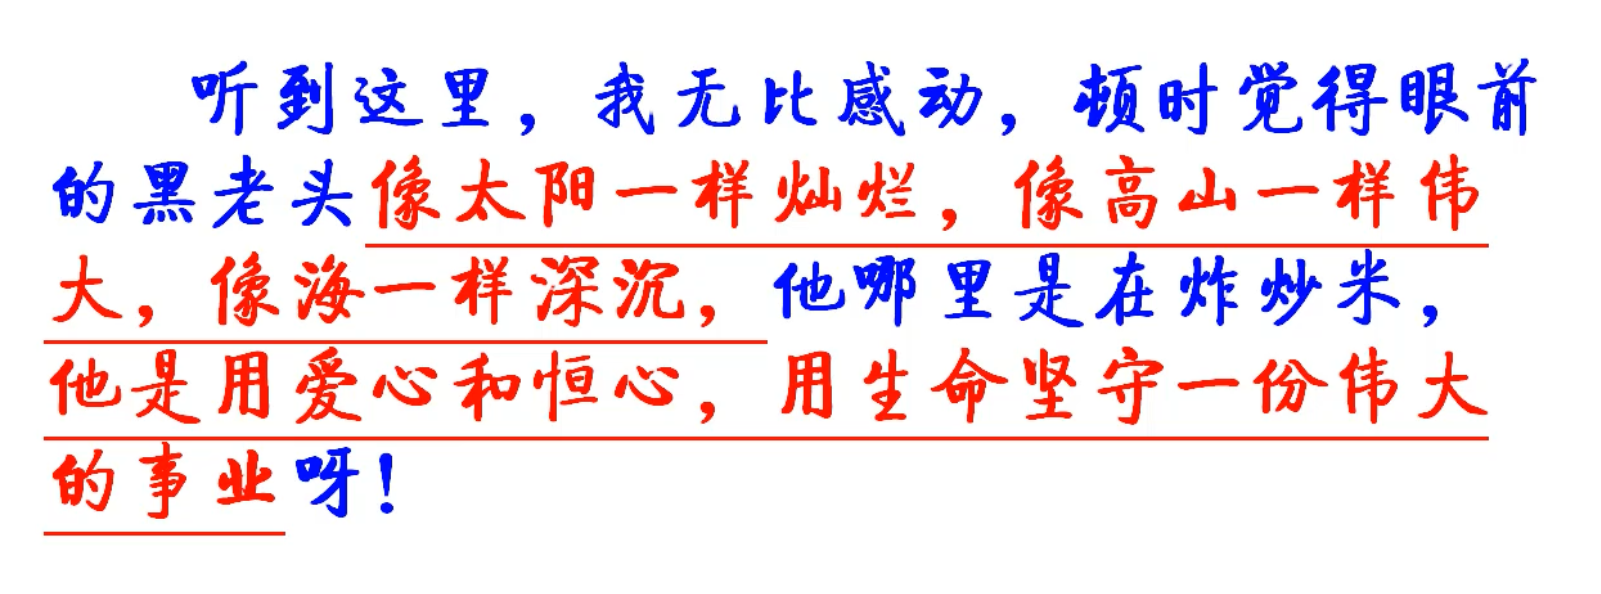 听到这里，我无比感动，顿时觉得眼前
的黑老头像太阳一样灿烂，像高山一样伟
大，像海一样深沉，他哪里是在炸炒米，
他是用爱心和恒心，用生命坚守一份伟大
的事业呀！